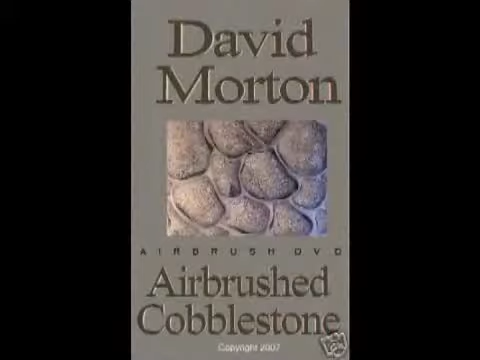 David
Morton
AIRBRUSH DVD
Airbrushed
Cobblestone
Copyright 2007